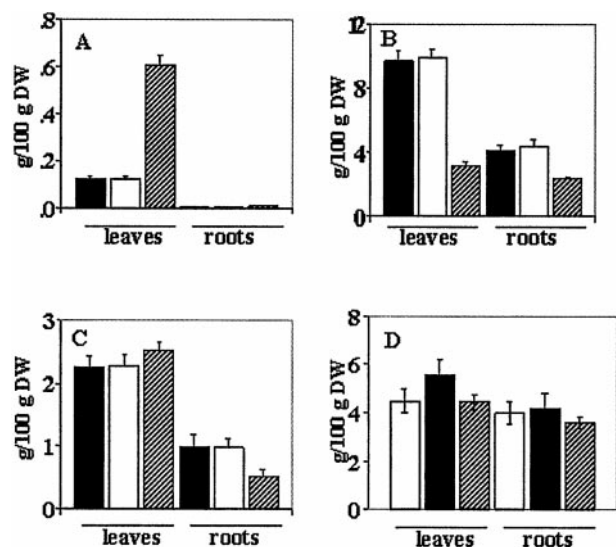 A
g/100 g DW
.8
.6
.4
.2
.0
leaves roots
B
g/100 g DW
12
8
4
0
leaves roots
C
g/100 g DW
3
2
1
0
leaves roots
D
g/100 g DW
8
6
4
2
0
leaves roots